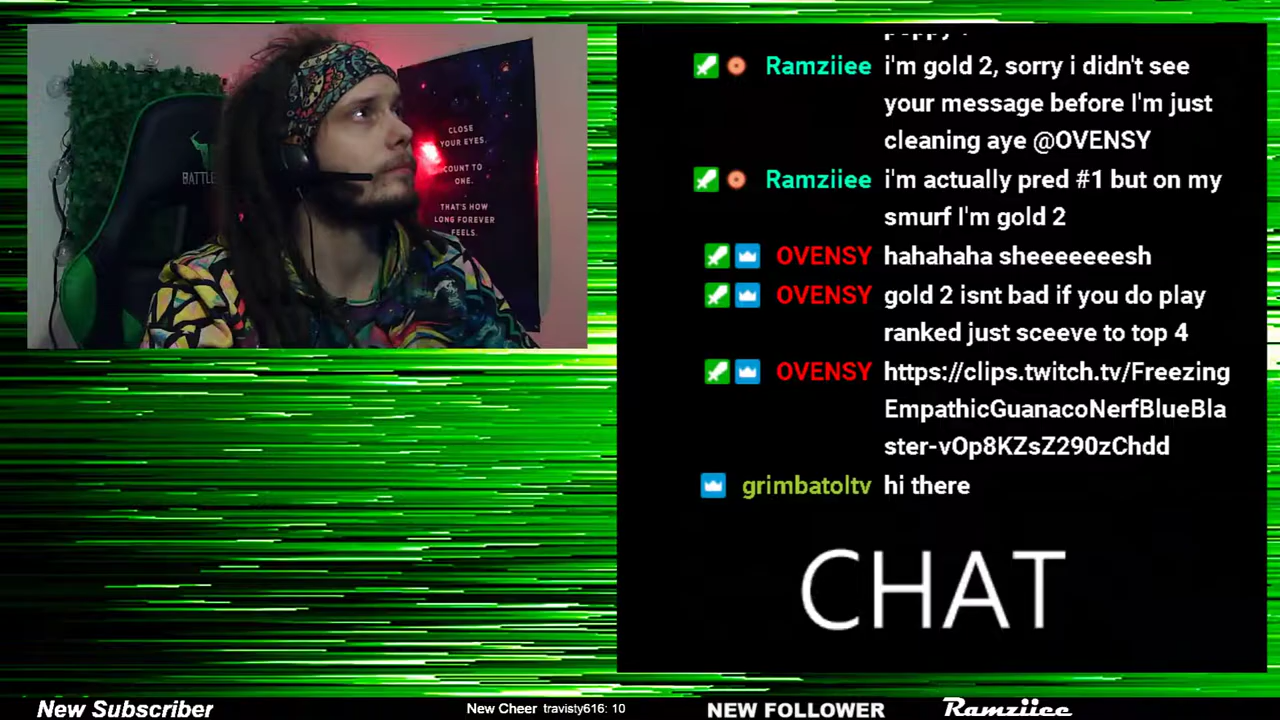 BATTLE
CLOSE
YOUR EYES.
COUNT TO
ONE.
THAT'S HOW
LONG FOREVER
FEELS.
Ramziiee i'm gold 2, sorry i didn't see
your message before I'm just
cleaning aye @OVENSY
Ramziiee i'm actually pred #1 but on my
smurf I'm gold 2
OVENSY hahahaha sheeeeeeesh
OVENSY gold 2 isnt bad if you do play
ranked just sceeve to top 4
OVENSY https://clips.twitch.tv/Freezing
EmpathicGuanacoNerfBlueBla
ster-vOp8KZsZ290zChdd
grimbatoltv hi there
CHAT
New Subscriber
New Cheer travisty616: 10
NEW FOLLOWER
Ramziiee